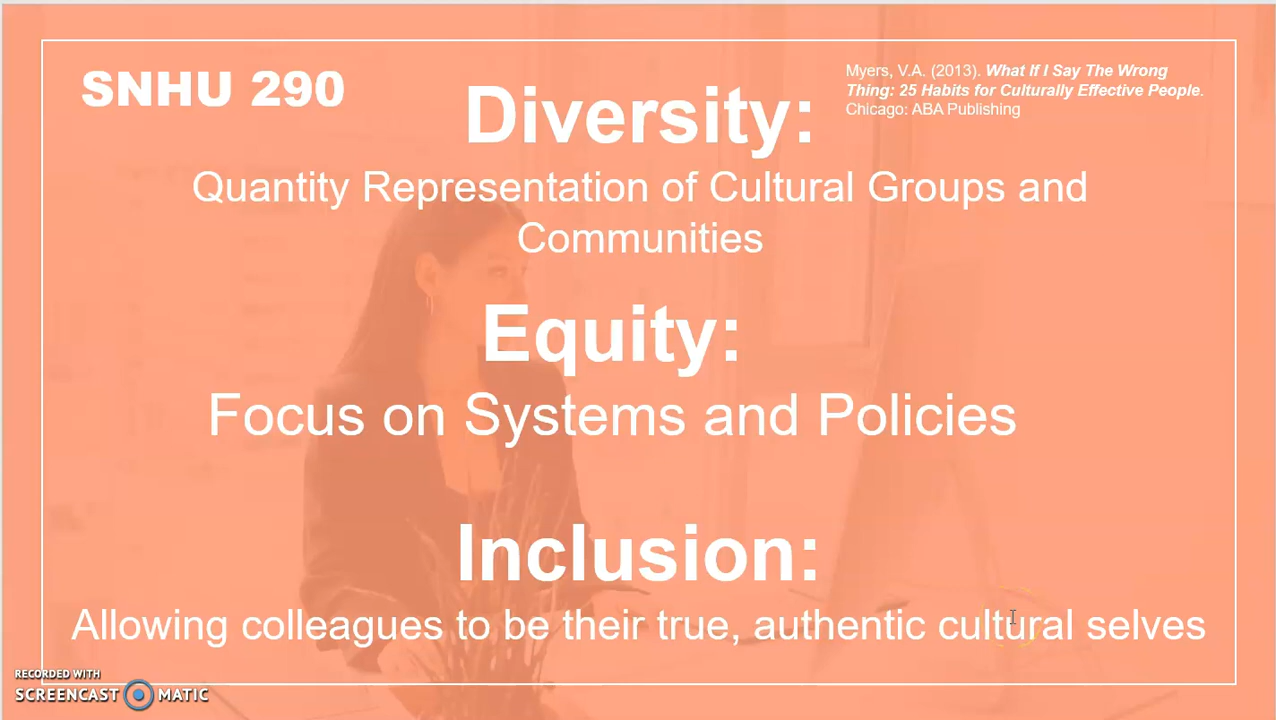 SNHU 290
Myers, V.A. (2013). What If I Say The Wrong
Thing: 25 Habits for Culturally Effective People.
Chicago: ABA Publishing
Diversity:
Quantity Representation of Cultural Groups and
Communities
Equity:
Focus on Systems and Policies
Inclusion:
Allowing colleagues to be their true, authentic cultural selves
RECORDED WITH
SCREENCAST MATIC